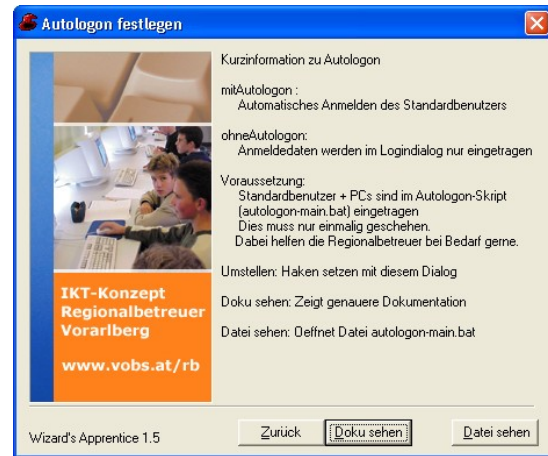 Autologon festlegen
Kurzinformation zu Autologon
mitAutologon :
Automatisches Anmelden des Standardbenutzers
ohneAutologon:
Anmeldedaten werden im Logindialog nur eingetragen
Voraussetzung:
Standardbenutzer + PCs sind im Autologon-Skript
(autologon-main.bat) eingetragen
Dies muss nur einmalig geschehen.
Dabei helfen die Regionalbetreuer bei Bedarf gerne.
Umstellen: Haken setzen mit diesem Dialog
Doku sehen: Zeigt genauere Dokumentation
Datei sehen: Oeffnet Datei autologon-main.bat
IKT-Konzept
Regionalbetreuer
Vorarlberg
www.vobs.at/rb
Wizard's Apprentice 1.5
Zurück
Doku sehen
Datei sehen